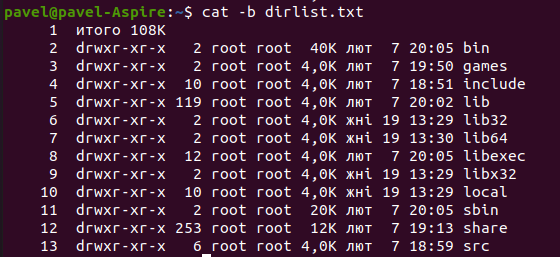 pavel@pavel-Aspire:~$ cat -b dirlist.txt
     1  итого 108K
     2  drwxr-xr-x   2 root root  40K лют  7 20:05 bin
     3  drwxr-xr-x   2 root root 4,0K лют  7 19:50 games
     4  drwxr-xr-x  10 root root 4,0K лют  7 18:51 include
     5  drwxr-xr-x 119 root root 4,0K лют  7 20:02 lib
     6  drwxr-xr-x   2 root root 4,0K жні 19 13:29 lib32
     7  drwxr-xr-x   2 root root 4,0K жні 19 13:30 lib64
     8  drwxr-xr-x  12 root root 4,0K лют  7 20:05 libexec
     9  drwxr-xr-x   2 root root 4,0K жні 19 13:29 libx32
    10  drwxr-xr-x  10 root root 4,0K жні 19 13:29 local
    11  drwxr-xr-x   2 root root  20K лют  7 20:05 sbin
    12  drwxr-xr-x 253 root root  12K лют  7 19:13 share
    13  drwxr-xr-x   6 root root 4,0K лют  7 18:59 src